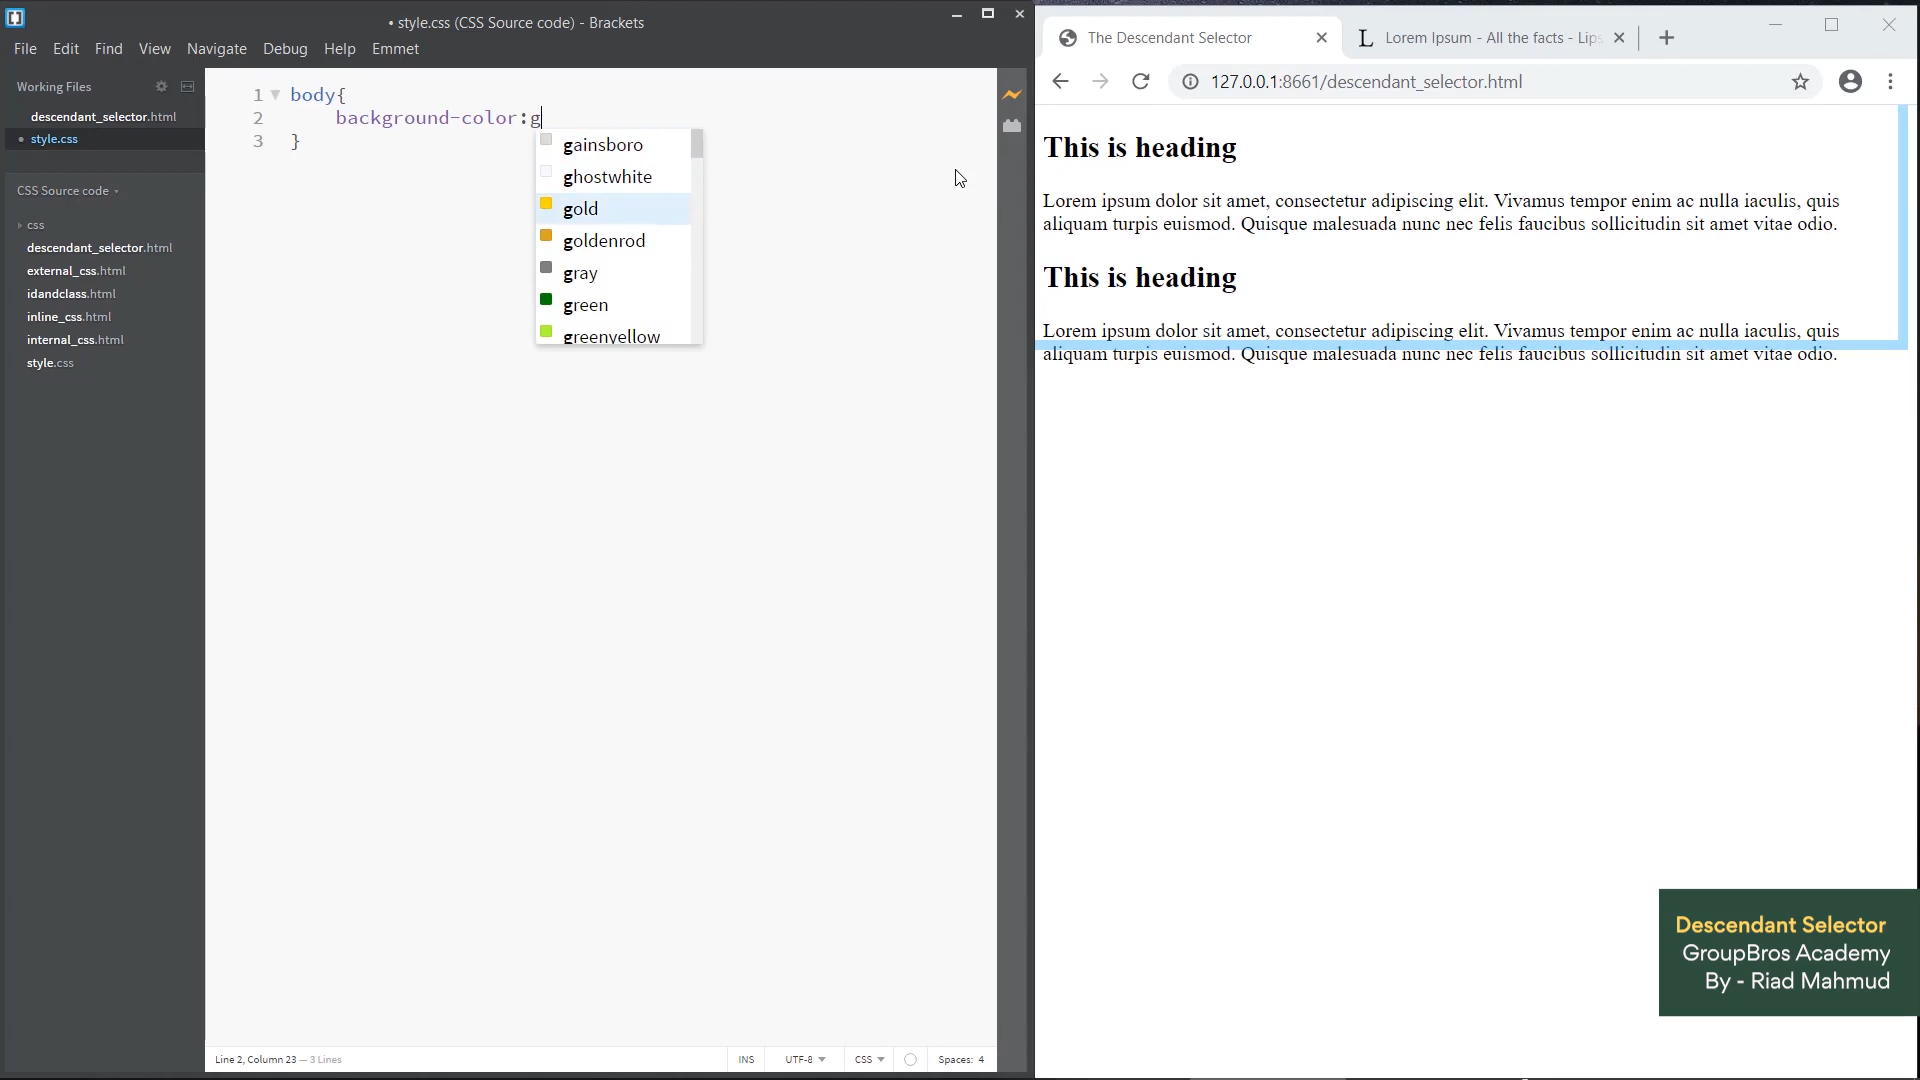 • style.css (CSS Source code) - Brackets
File Edit Find View Navigate Debug Help Emmet
Working Files
descendant_selector.html
• style.css
CSS Source code
css
descendant_selector.html
external_css.html
idandclass.html
inline_css.html
internal_css.html
style.css
1 body{
2 background-color:g
3 }
gainsboro
ghostwhite
gold
goldenrod
gray
green
greenyellow
Line 2, Column 23 — 3 Lines
INS UTF-8 CSS Spaces: 4
The Descendant Selector
Lorem Ipsum - All the facts - Lips
127.0.0.1:8661/descendant_selector.html
This is heading
Lorem ipsum dolor sit amet, consectetur adipiscing elit. Vivamus tempor enim ac nulla iaculis, quis
aliquam turpis euismod. Quisque malesuada nunc nec felis faucibus sollicitudin sit amet vitae odio.
This is heading
Lorem ipsum dolor sit amet, consectetur adipiscing elit. Vivamus tempor enim ac nulla iaculis, quis
aliquam turpis euismod. Quisque malesuada nunc nec felis faucibus sollicitudin sit amet vitae odio.
Descendant Selector
GroupBros Academy
By - Riad Mahmud